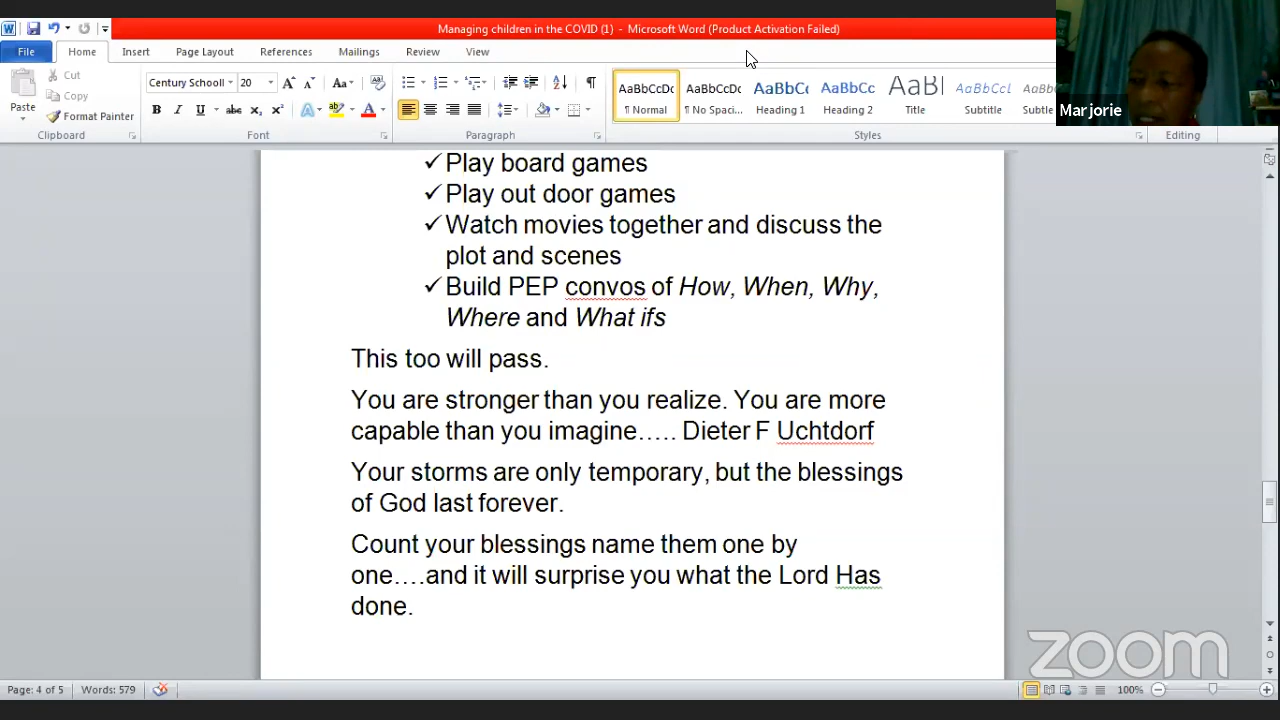 Managing children in the COVID (1) - Microsoft Word (Product Activation Failed)
File Home Insert Page Layout References Mailings Review View
Cut
Copy
Paste
Format Painter
Century Schooll 20
AaBbCcDc AaBbCcDc AaBbCc AaBbCc AaBl AaBbCcL
¶ Normal ¶ No Spaci... Heading 1 Heading 2 Title Subtitle Subtle
Clipboard Font Paragraph Styles Editing
Marjorie
✓ Play board games
✓ Play out door games
✓ Watch movies together and discuss the
plot and scenes
✓ Build PEP convos of How, When, Why,
Where and What ifs
This too will pass.
You are stronger than you realize. You are more
capable than you imagine….. Dieter F Uchtdorf
Your storms are only temporary, but the blessings
of God last forever.
Count your blessings name them one by
one….and it will surprise you what the Lord Has
done.
zoom
Page: 4 of 5 Words: 579 100%